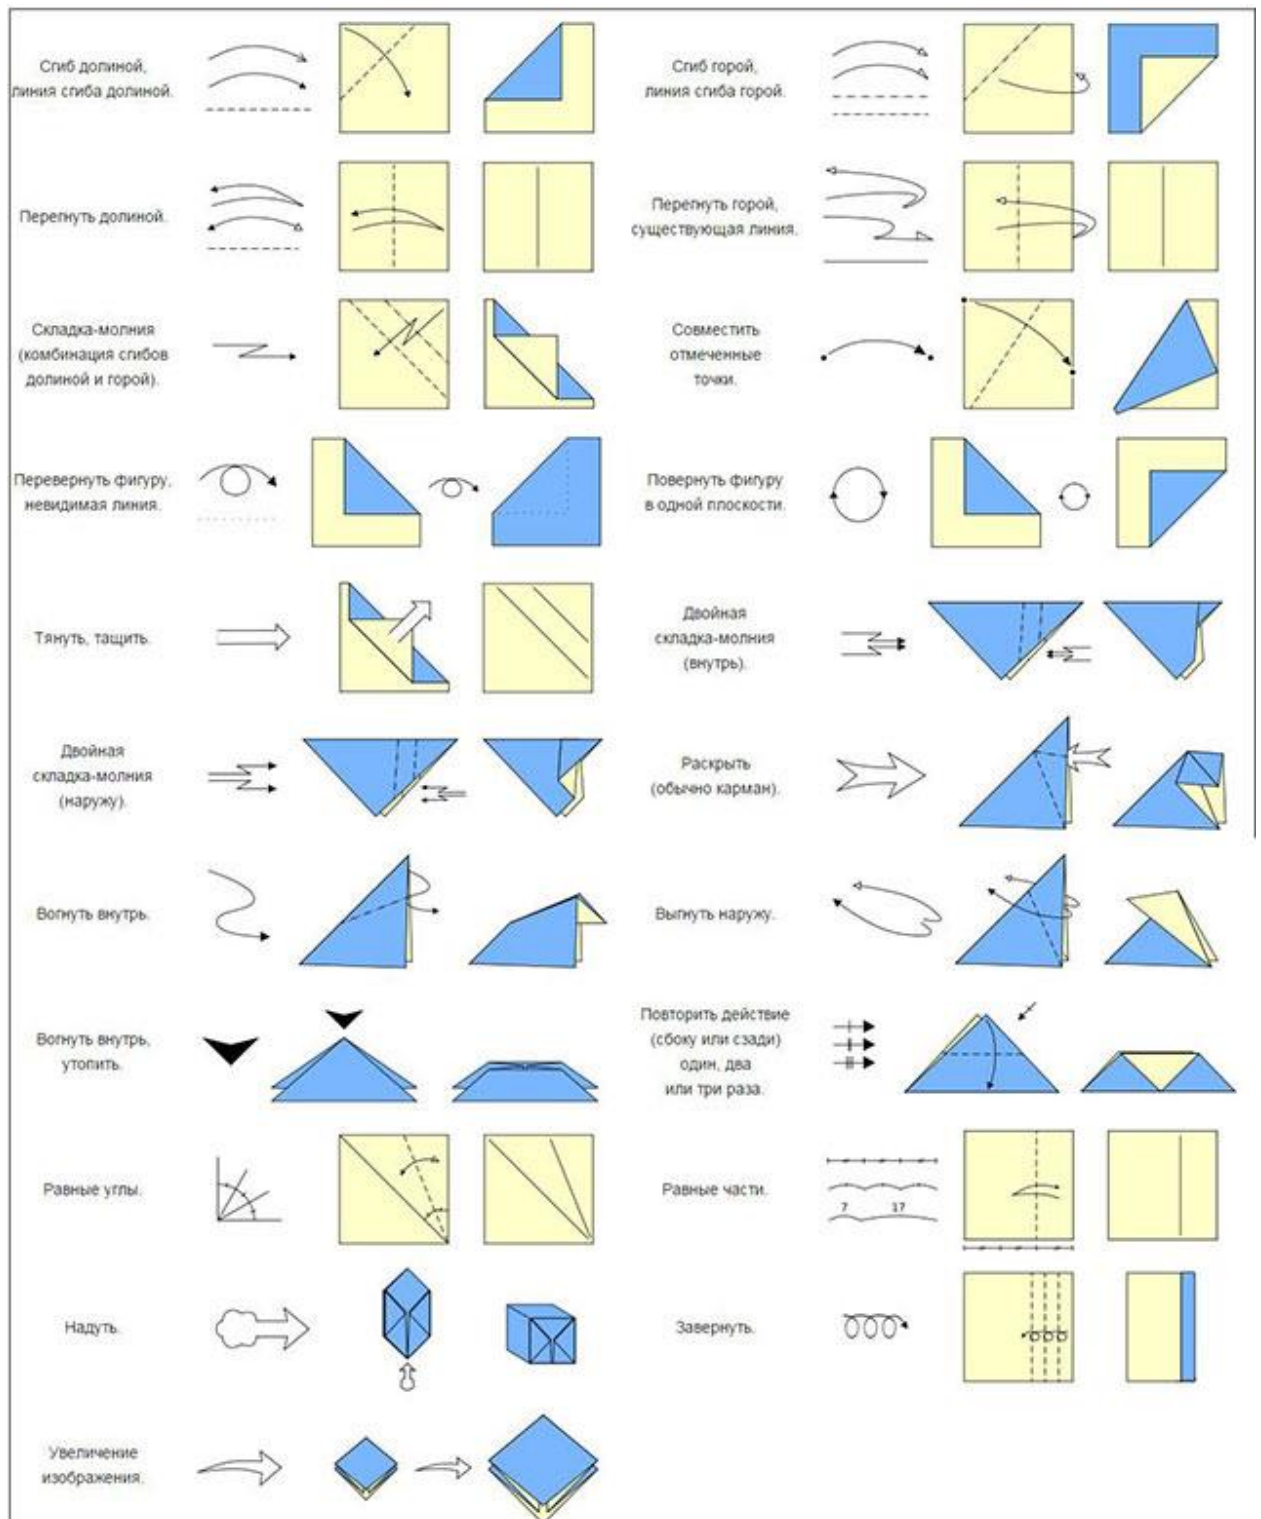 Сгиб долиной,
линия сгиба долиной.
Сгиб горой,
линия сгиба горой.
Перегнуть долиной.
Перегнуть горой,
существующая линия.
Складка-молния
(комбинация сгибов
долиной и горой).
Совместить
отмеченные
точки.
Перевернуть фигуру,
невидимая линия.
Повернуть фигуру
в одной плоскости.
Тянуть, тащить.
Двойная
складка-молния
(внутрь).
Двойная
складка-молния
(наружу).
Раскрыть
(обычно карман).
Вогнуть внутрь.
Выгнуть наружу.
Вогнуть внутрь,
утопить.
Повторить действие
(сбоку или сзади)
один, два
или три раза.
Равные углы.
Равные части.
7 17
Надуть.
Завернуть.
Увеличение
изображения.